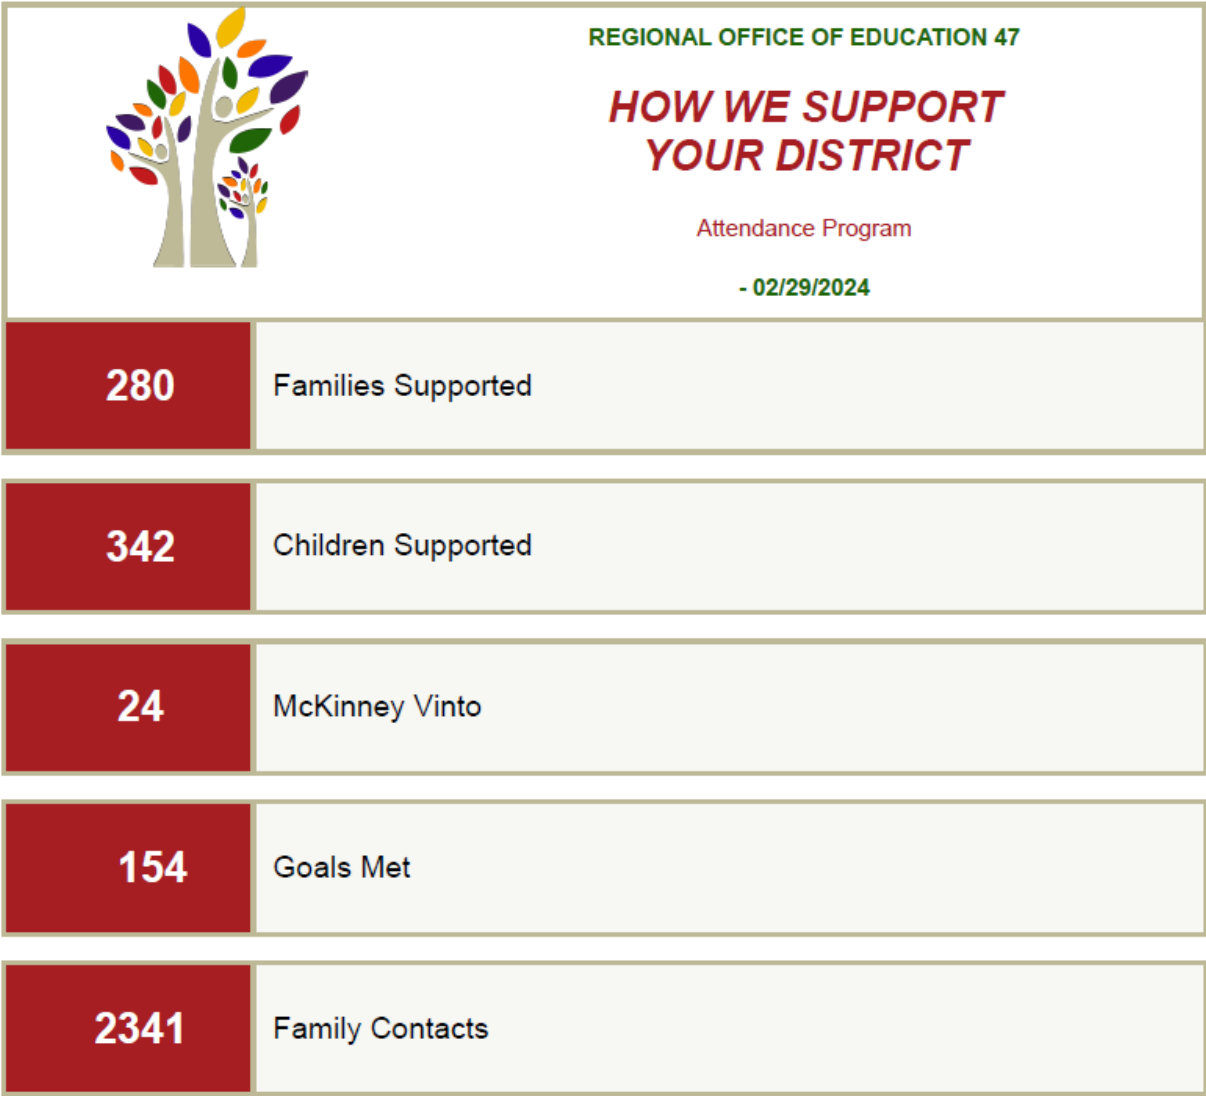 REGIONAL OFFICE OF EDUCATION 47
HOW WE SUPPORT
YOUR DISTRICT
Attendance Program
- 02/29/2024
280 Families Supported
342 Children Supported
24 McKinney Vinto
154 Goals Met
2341 Family Contacts